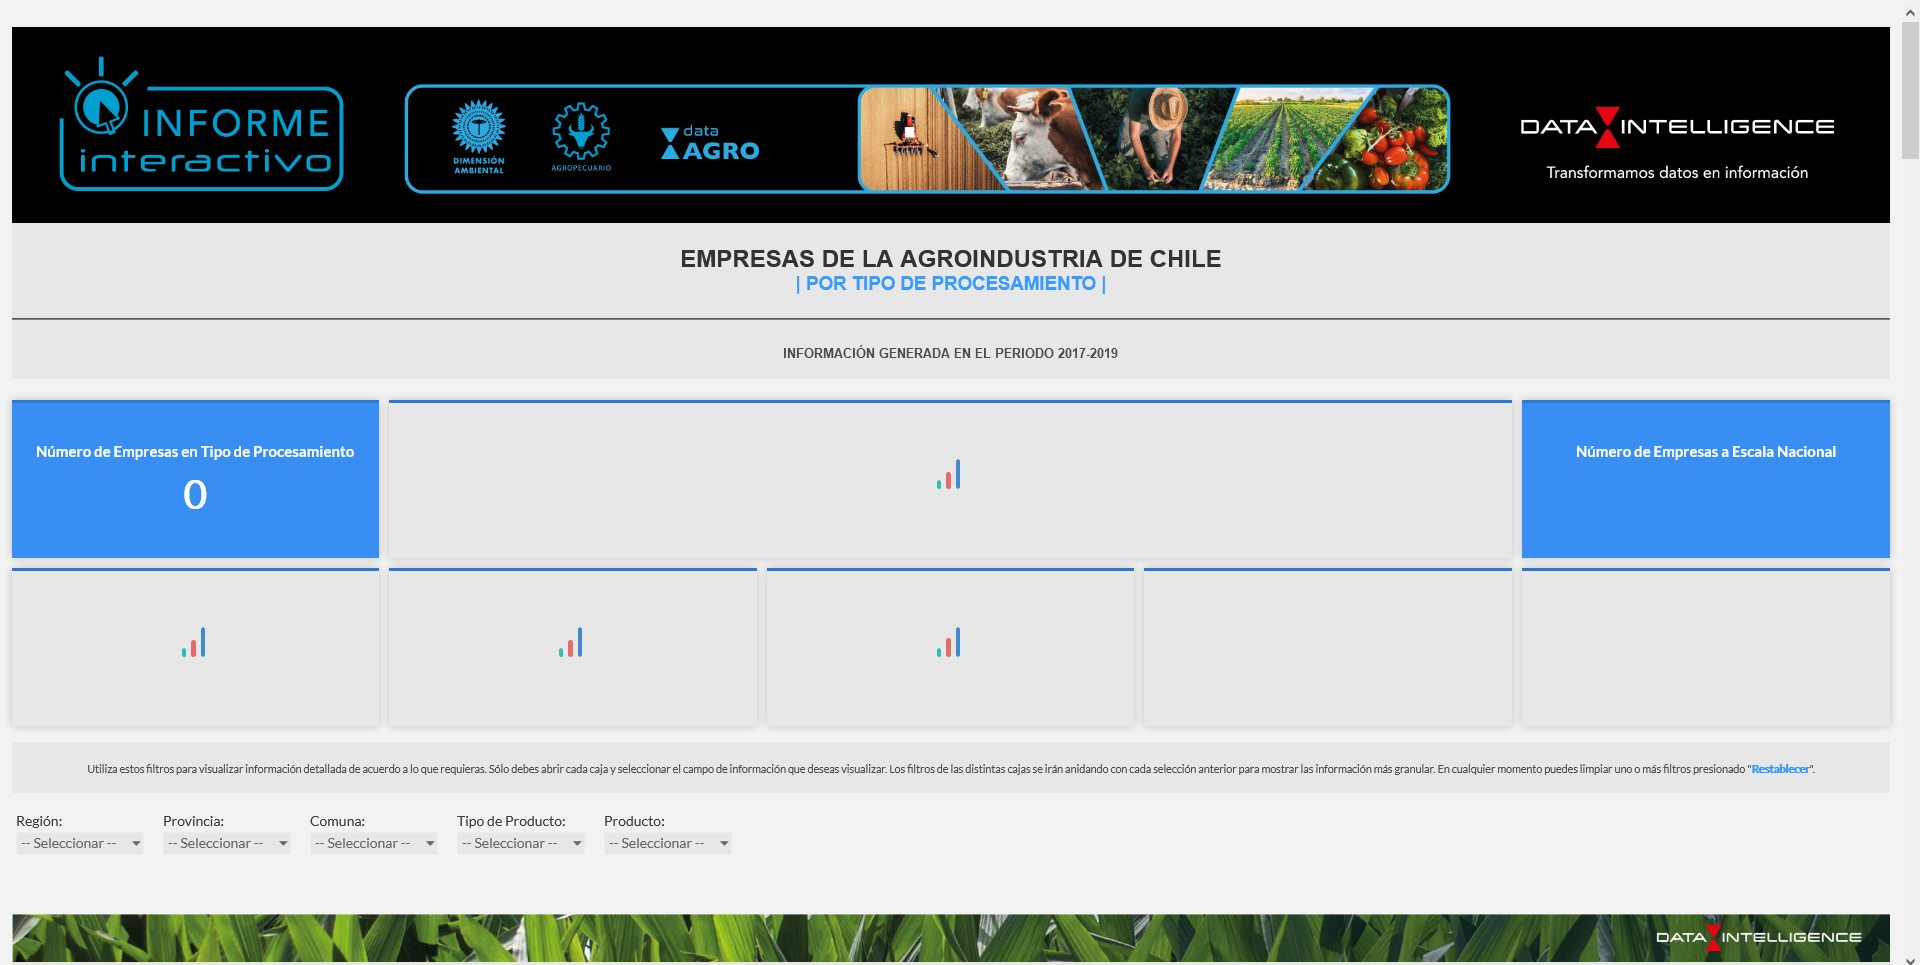 INFORME
interactivo
DIMENSIÓN
AMBIENTAL
AGROPECUARIO
data
AGRO
DATA INTELLIGENCE
Transformamos datos en información
EMPRESAS DE LA AGROINDUSTRIA DE CHILE
| POR TIPO DE PROCESAMIENTO |
INFORMACIÓN GENERADA EN EL PERIODO 2017-2019
Número de Empresas en Tipo de Procesamiento
0
Número de Empresas a Escala Nacional
Utiliza estos filtros para visualizar información detallada de acuerdo a lo que requieras. Sólo debes abrir cada caja y seleccionar el campo de información que deseas visualizar. Los filtros de las distintas cajas se irán anidando con cada selección anterior para mostrar las información más granular. En cualquier momento puedes limpiar uno o más filtros presionado "Restablecer".
Región: Provincia: Comuna: Tipo de Producto: Producto:
-- Seleccionar -- -- Seleccionar -- -- Seleccionar -- -- Seleccionar -- -- Seleccionar --
DATA INTELLIGENCE